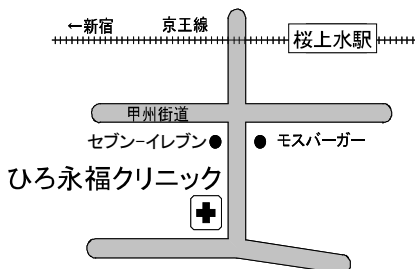 ←新宿
京王線
桜上水駅
甲州街道
セブン-イレブン
モスバーガー
ひろ永福クリニック